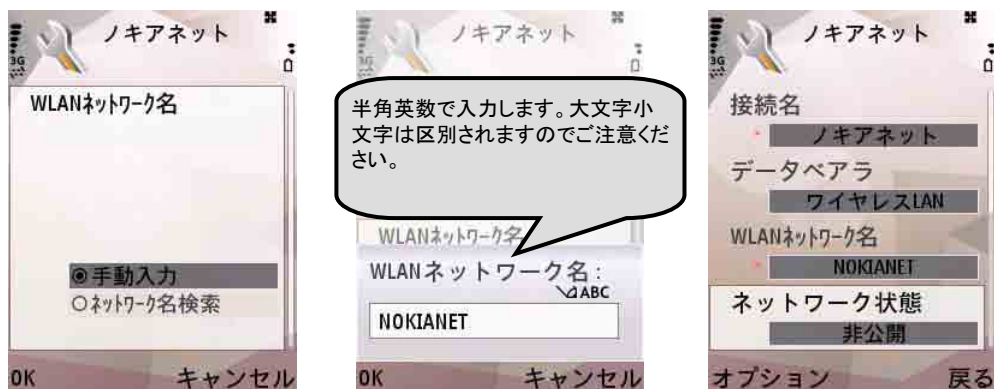 ノキアネット
3G
WLANﾈｯﾄﾜｰｸ名
手動入力
ﾈｯﾄﾜｰｸ名検索
OK キャンセル
ノキアネット
3G
半角英数で入力します。大文字小
文字は区別されますのでご注意くだ
さい。
WLANﾈｯﾄﾜｰｸ名
WLANネットワーク名:
ABC
NOKIANET
OK キャンセル
ノキアネット
3G
接続名
* ノキアネット
データベアラ
ワイヤレスLAN
WLANﾈｯﾄﾜｰｸ名
* NOKIANET
ネットワーク状態
非公開
オプション 戻る